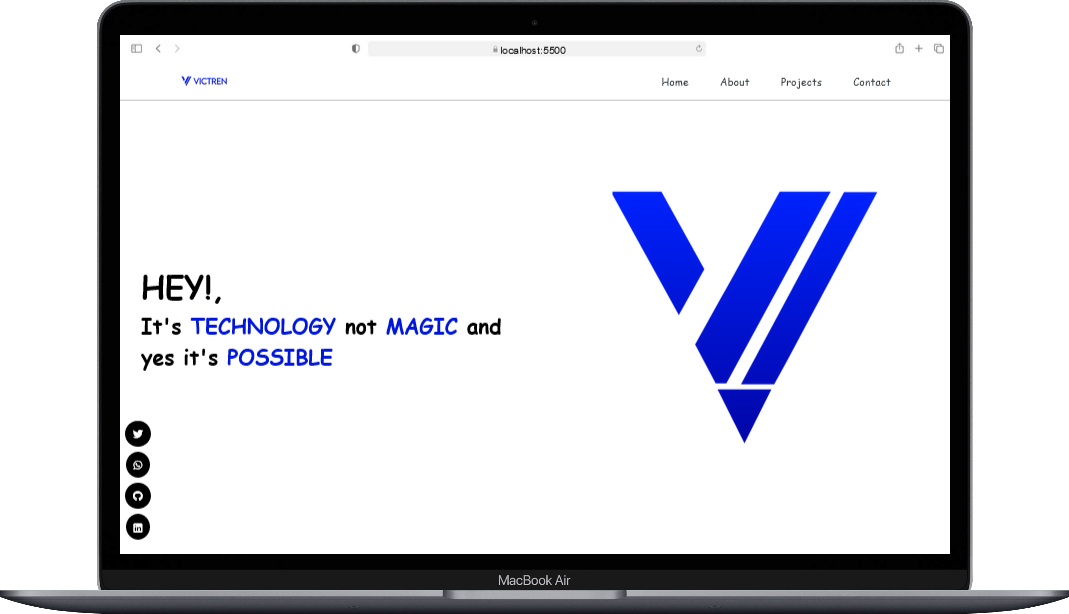 localhost:5500
VICTREN
Home About Projects Contact
HEY!,
It's TECHNOLOGY not MAGIC and
yes it's POSSIBLE
MacBook Air